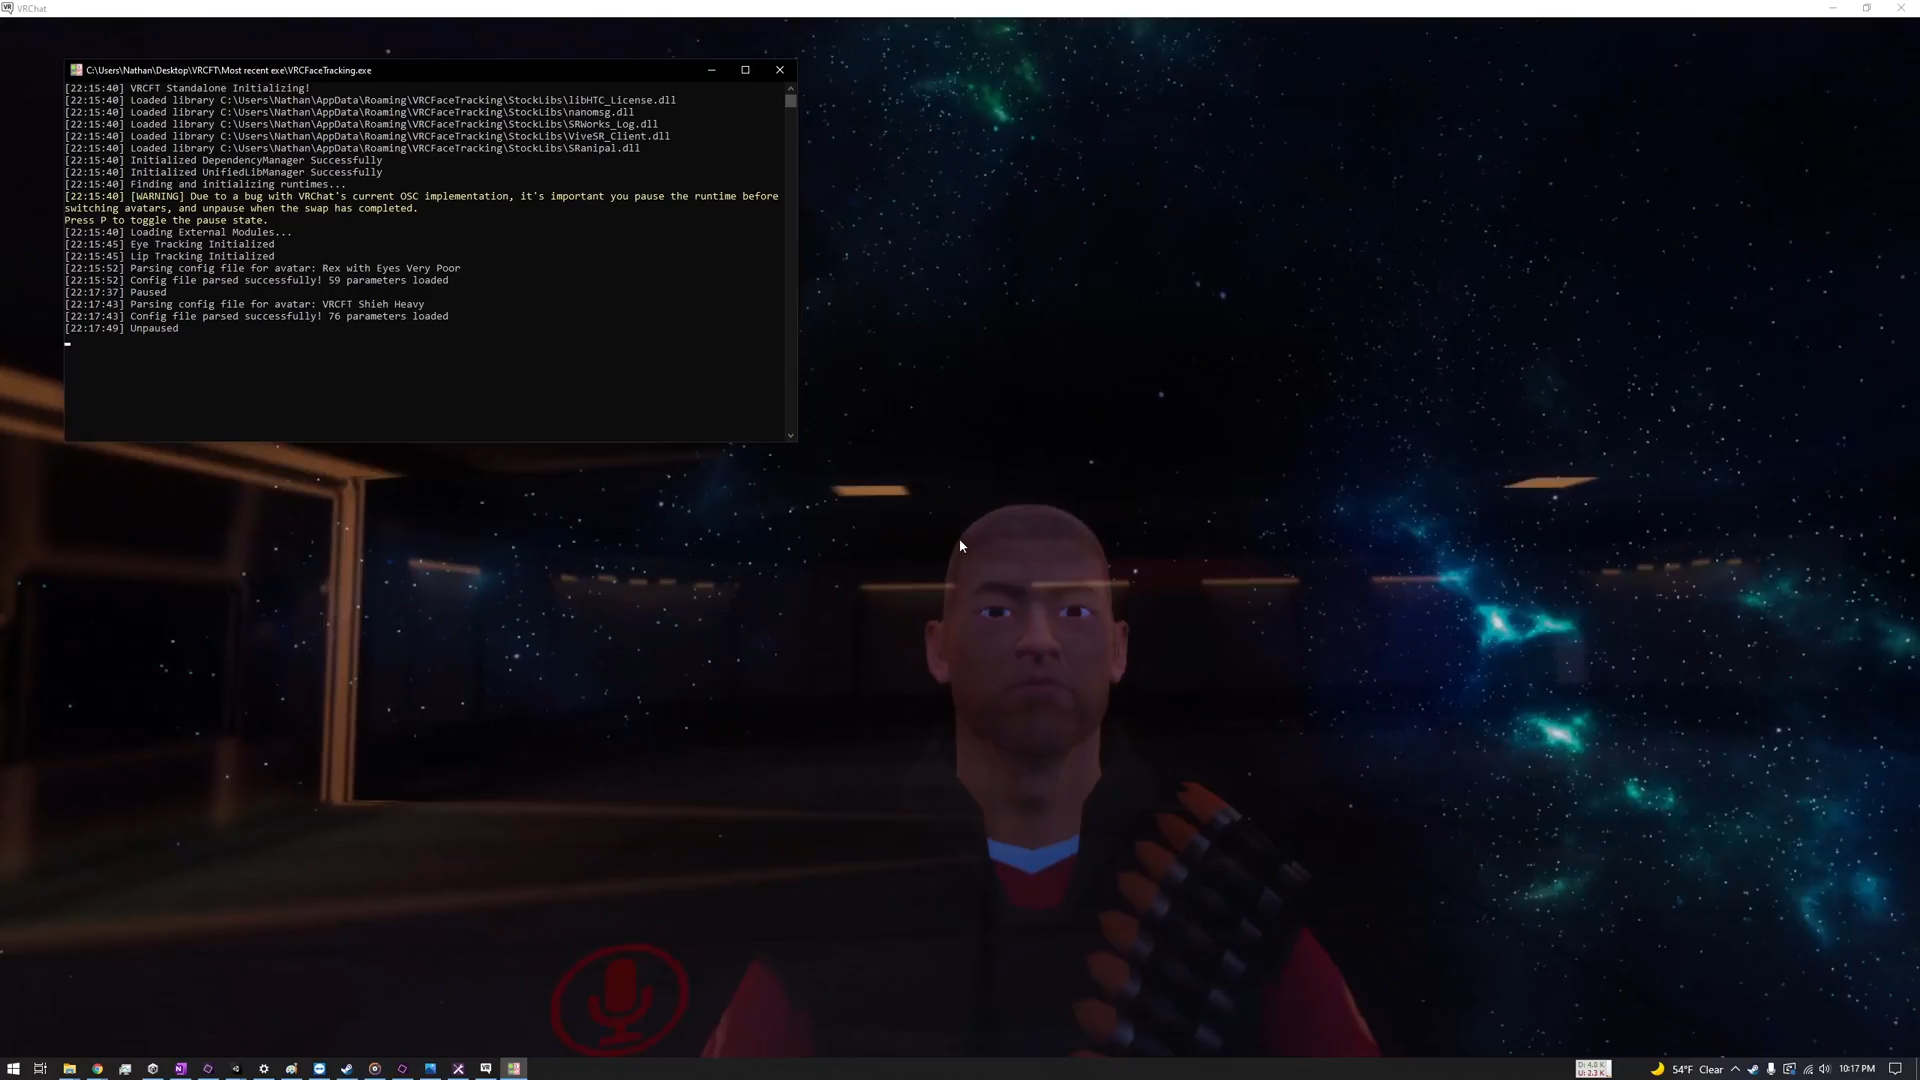 VRChat
C:\Users\Nathan\Desktop\VRCFT\Most recent exe\VRCFaceTracking.exe
[22:15:40] VRCFT Standalone Initializing!
[22:15:40] Loaded library C:\Users\Nathan\AppData\Roaming\VRCFaceTracking\StockLibs\libHTC_License.dll
[22:15:40] Loaded library C:\Users\Nathan\AppData\Roaming\VRCFaceTracking\StockLibs\nanomsg.dll
[22:15:40] Loaded library C:\Users\Nathan\AppData\Roaming\VRCFaceTracking\StockLibs\SRWorks_Log.dll
[22:15:40] Loaded library C:\Users\Nathan\AppData\Roaming\VRCFaceTracking\StockLibs\ViveSR_Client.dll
[22:15:40] Loaded library C:\Users\Nathan\AppData\Roaming\VRCFaceTracking\StockLibs\SRanipal.dll
[22:15:40] Initialized DependencyManager Successfully
[22:15:40] Initialized UnifiedLibManager Successfully
[22:15:40] Finding and initializing runtimes...
[22:15:40] [WARNING] Due to a bug with VRChat's current OSC implementation, it's important you pause the runtime before
switching avatars, and unpause when the swap has completed.
Press P to toggle the pause state.
[22:15:40] Loading External Modules...
[22:15:45] Eye Tracking Initialized
[22:15:45] Lip Tracking Initialized
[22:15:52] Parsing config file for avatar: Rex with Eyes Very Poor
[22:15:52] Config file parsed successfully! 59 parameters loaded
[22:17:37] Paused
[22:17:43] Parsing config file for avatar: VRCFT Shieh Heavy
[22:17:43] Config file parsed successfully! 76 parameters loaded
[22:17:49] Unpaused
D: 4.0 K
U: 2.3 K
54°F Clear
10:17 PM